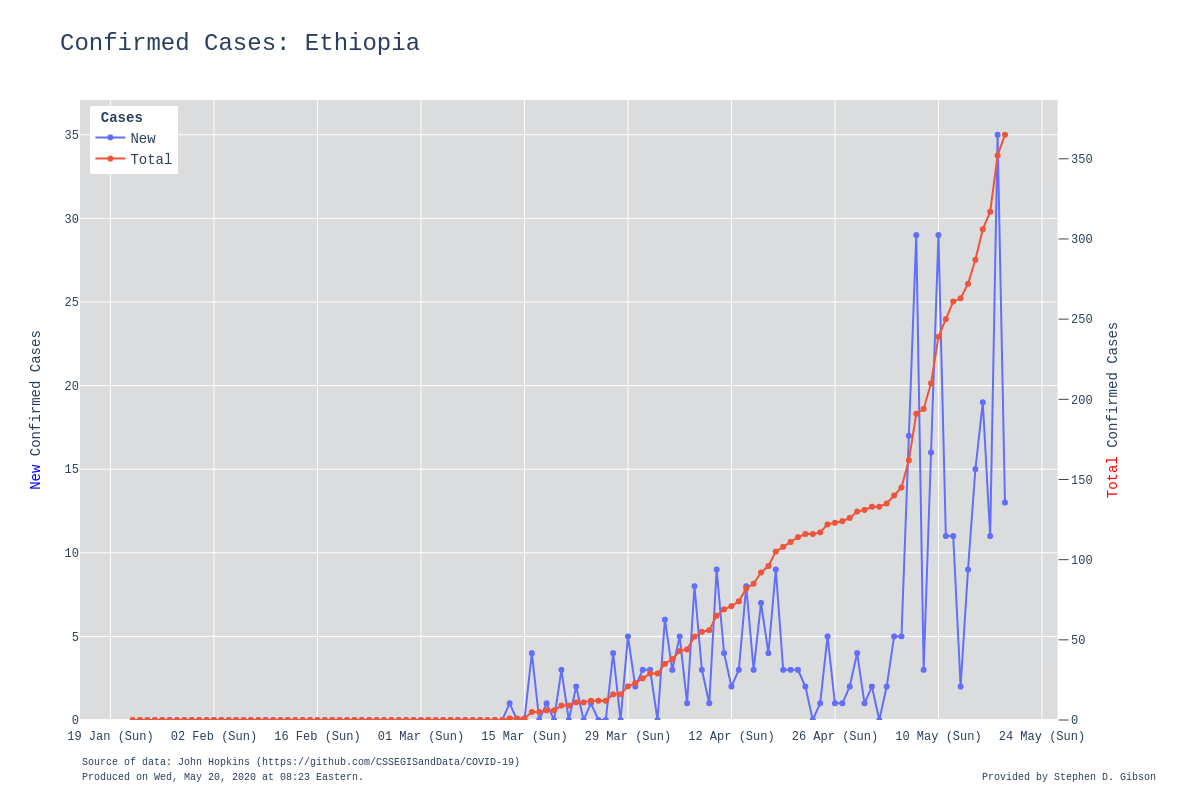 Confirmed Cases: Ethiopia
Cases
New
Total
35
30
25
20
15
10
5
0
New Confirmed Cases
350
300
250
200
150
100
50
0
Total Confirmed Cases
19 Jan (Sun) 02 Feb (Sun) 16 Feb (Sun) 01 Mar (Sun) 15 Mar (Sun) 29 Mar (Sun) 12 Apr (Sun) 26 Apr (Sun) 10 May (Sun) 24 May (Sun)
Source of data: John Hopkins (https://github.com/CSSEGISandData/COVID-19)
Produced on Wed, May 20, 2020 at 08:23 Eastern.
Provided by Stephen D. Gibson